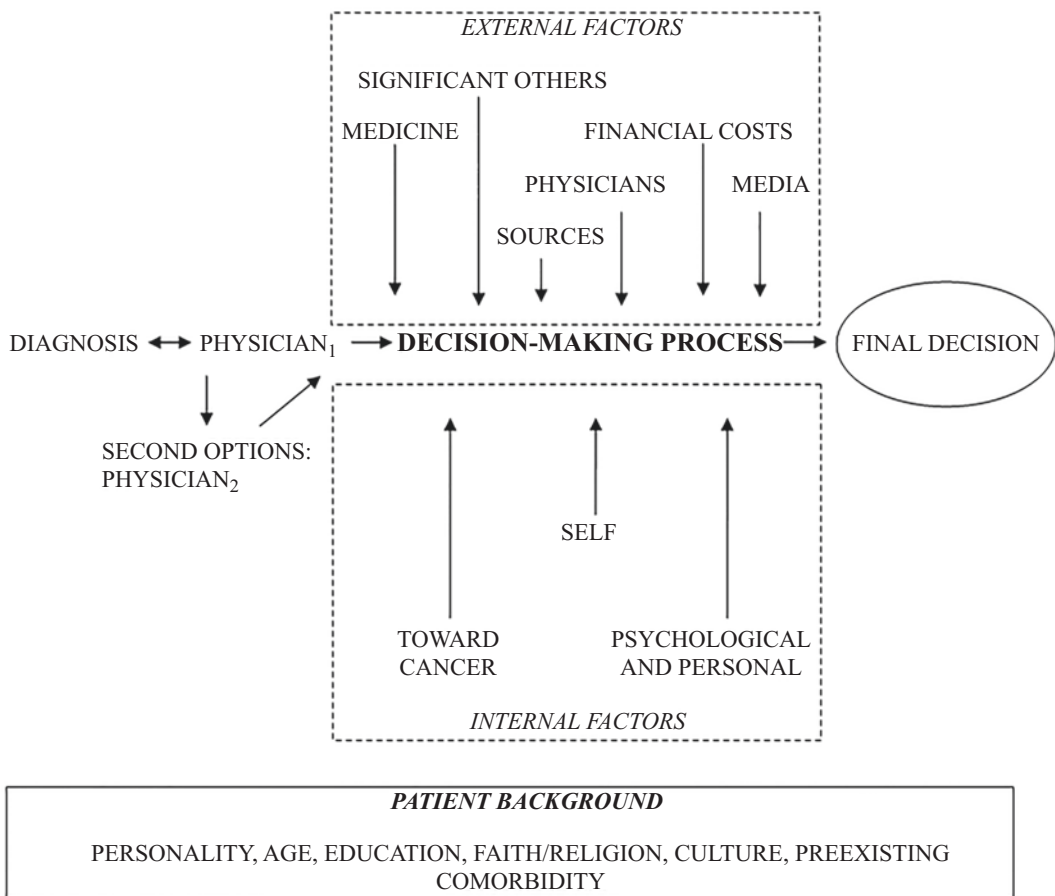 EXTERNAL FACTORS
SIGNIFICANT OTHERS
MEDICINE
FINANCIAL COSTS
PHYSICIANS
MEDIA
SOURCES
DIAGNOSIS
PHYSICIAN1
DECISION-MAKING PROCESS
FINAL DECISION
SECOND OPTIONS:
PHYSICIAN2
SELF
TOWARD
CANCER
PSYCHOLOGICAL
AND PERSONAL
INTERNAL FACTORS
PATIENT BACKGROUND
PERSONALITY, AGE, EDUCATION, FAITH/RELIGION, CULTURE, PREEXISTING
COMORBIDITY